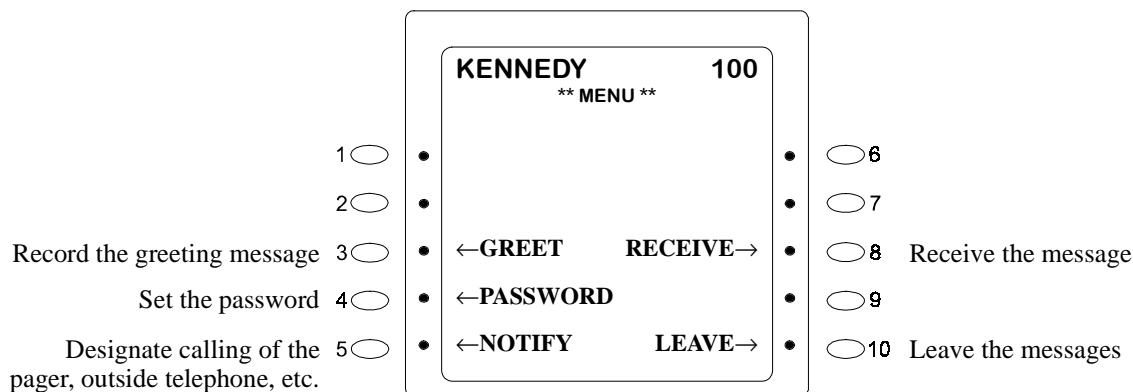 KENNEDY 100
** MENU **
1 6
2 7
Record the greeting message 3 ←GREET RECEIVE→ 8 Receive the message
Set the password 4 ←PASSWORD 9
Designate calling of the 5 ←NOTIFY LEAVE→ 10 Leave the messages
pager, outside telephone, etc.